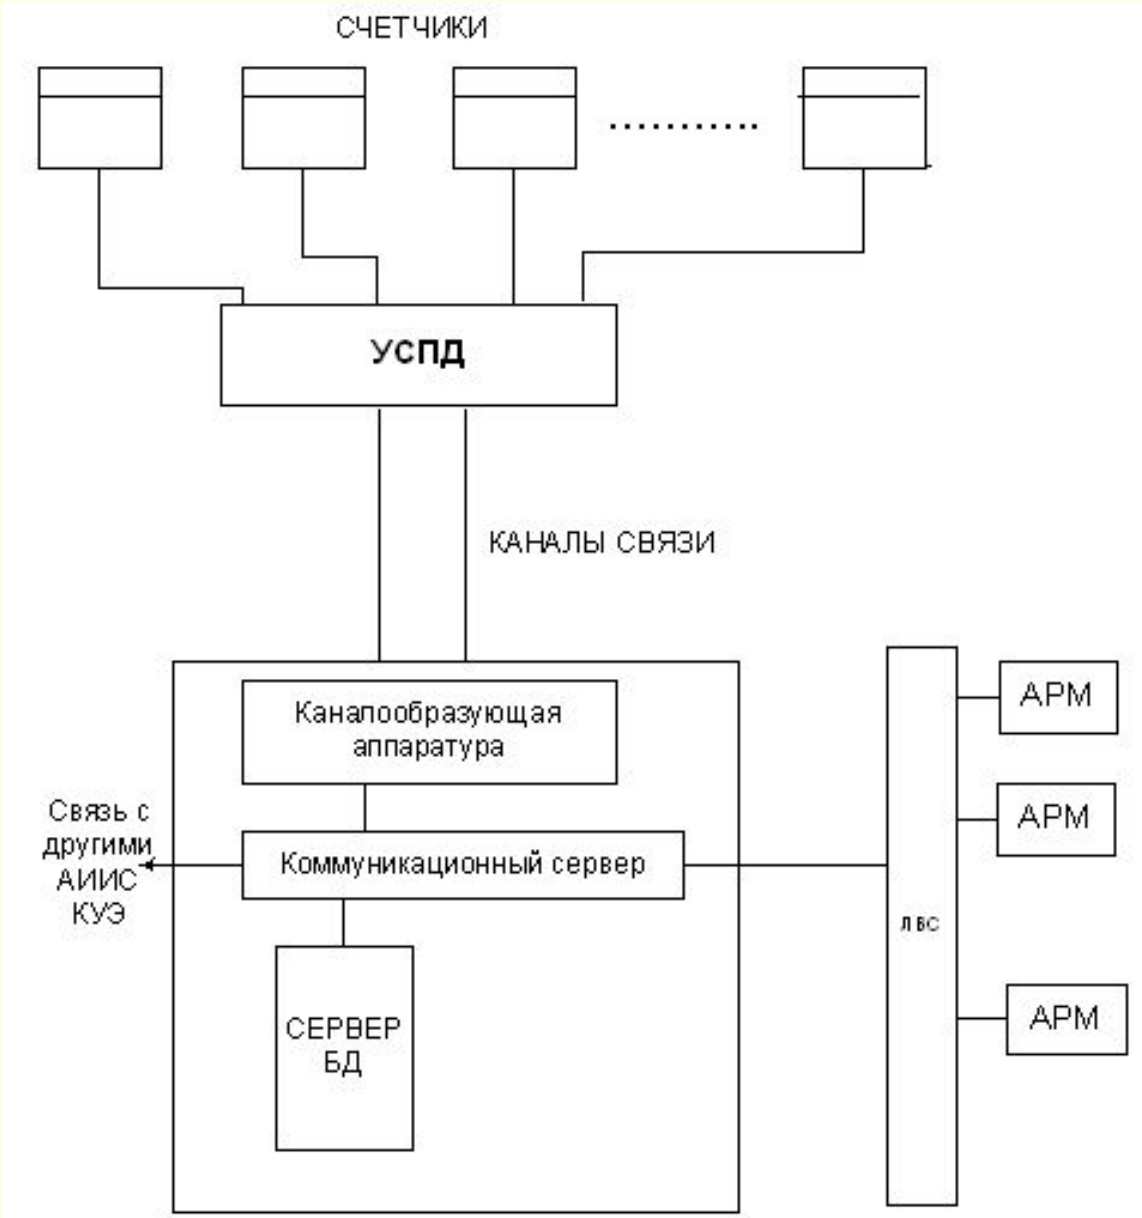 СЧЕТЧИКИ
...........
УСПД
КАНАЛЫ СВЯЗИ
Каналообразующая
аппаратура
АРМ
АРМ
Связь с
другими
АИИС
КУЭ
Коммуникационный сервер
ЛВС
СЕРВЕР
БД
АРМ